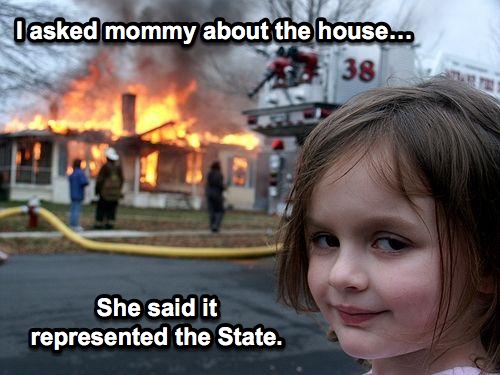 I asked mommy about the house...
38
She said it
represented the State.